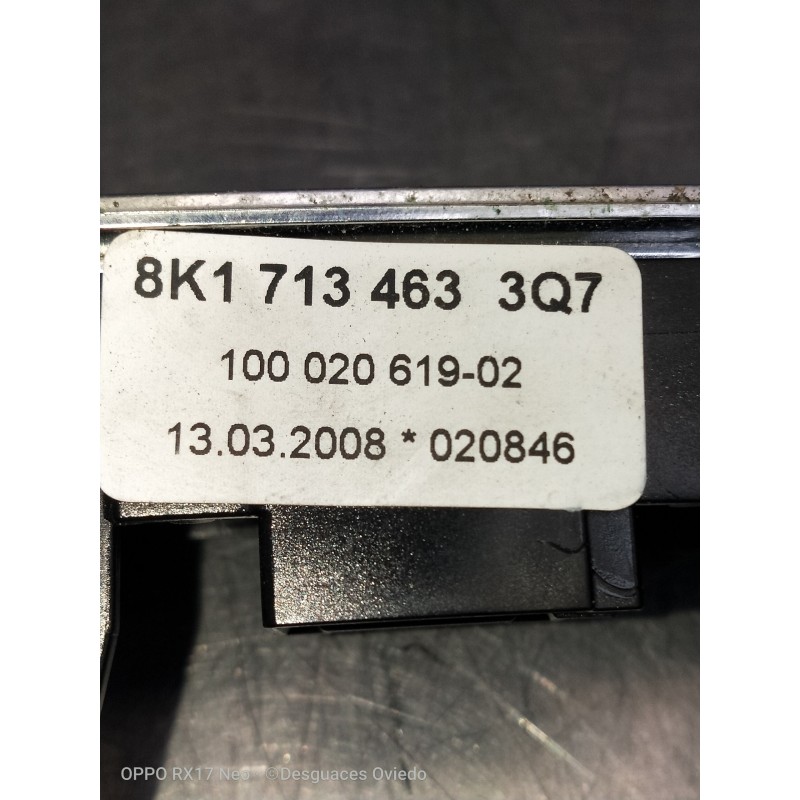 8K1 713 463 3Q7
100 020 619-02
13.03.2008 * 020846
OPPO RX17 Neo - ©Desguaces Oviedo